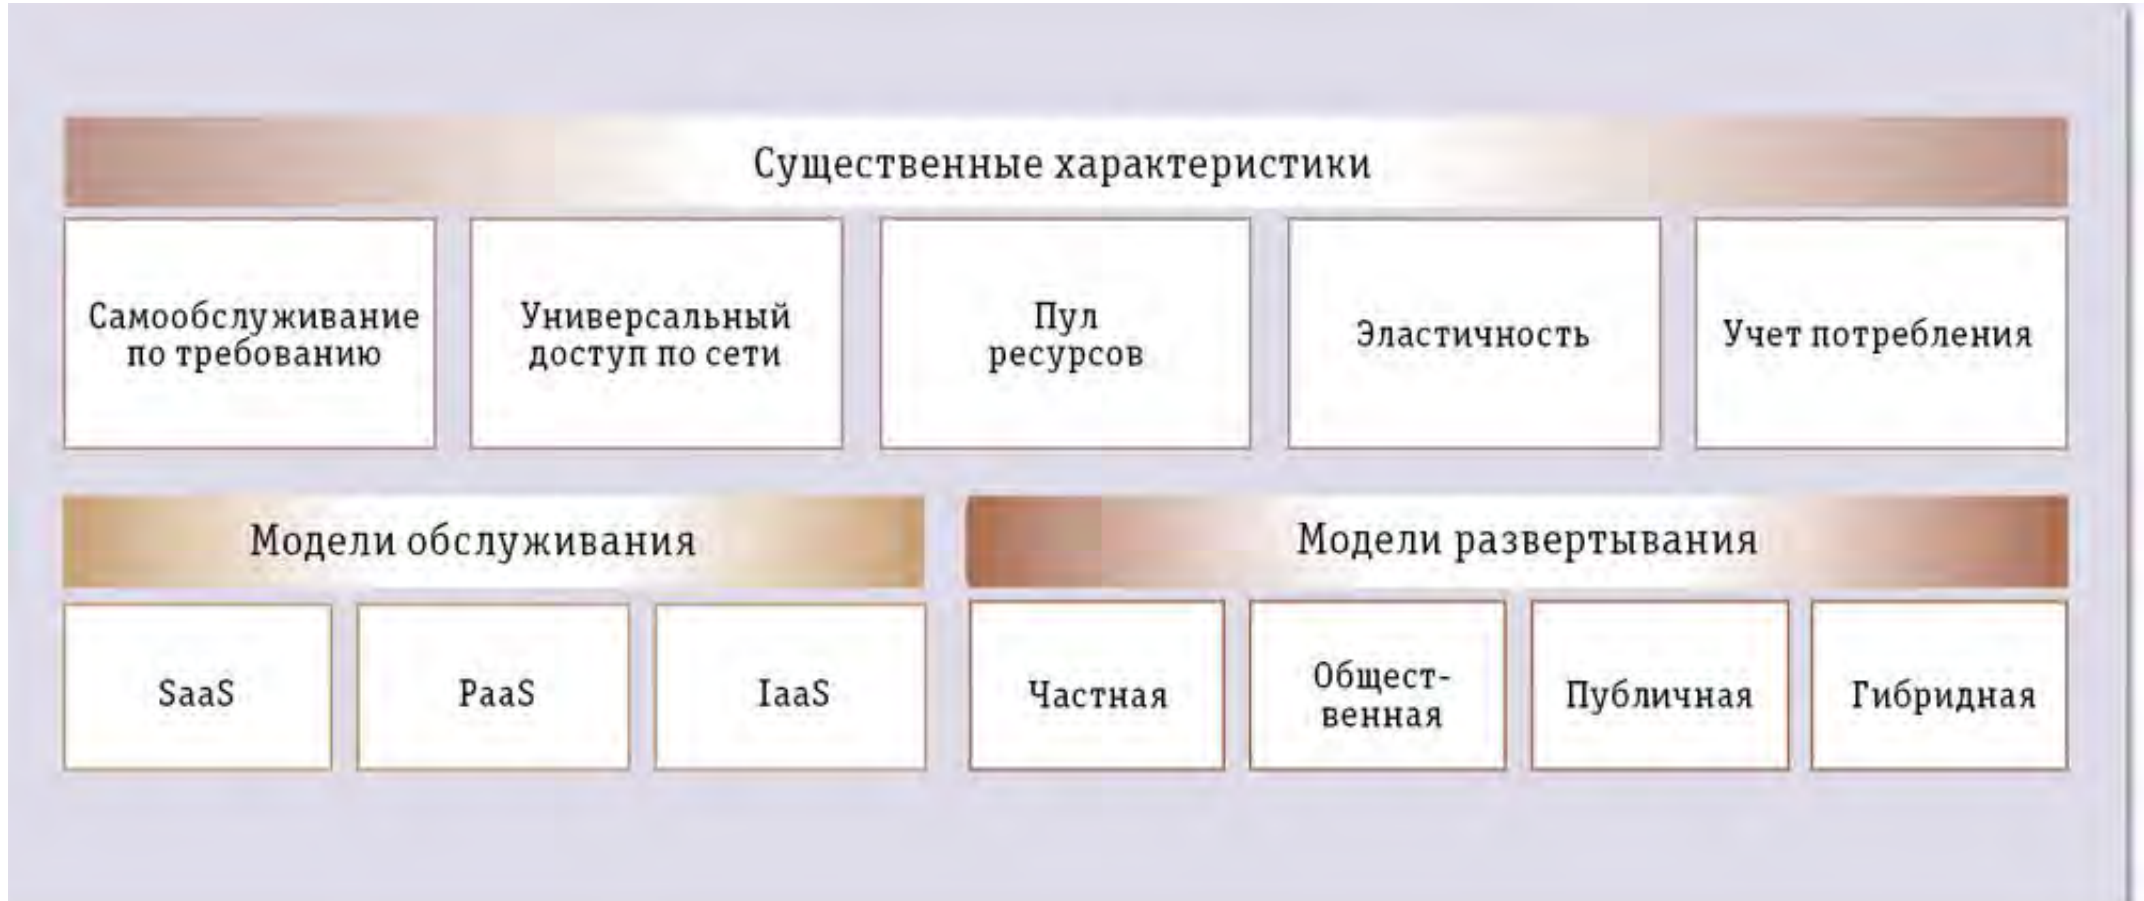 Существенные характеристики
Самообслуживание
по требованию
Универсальный
доступ по сети
Пул
ресурсов
Эластичность
Учет потребления
Модели обслуживания
SaaS
PaaS
IaaS
Модели развертывания
Частная
Общест-
венная
Публичная
Гибридная